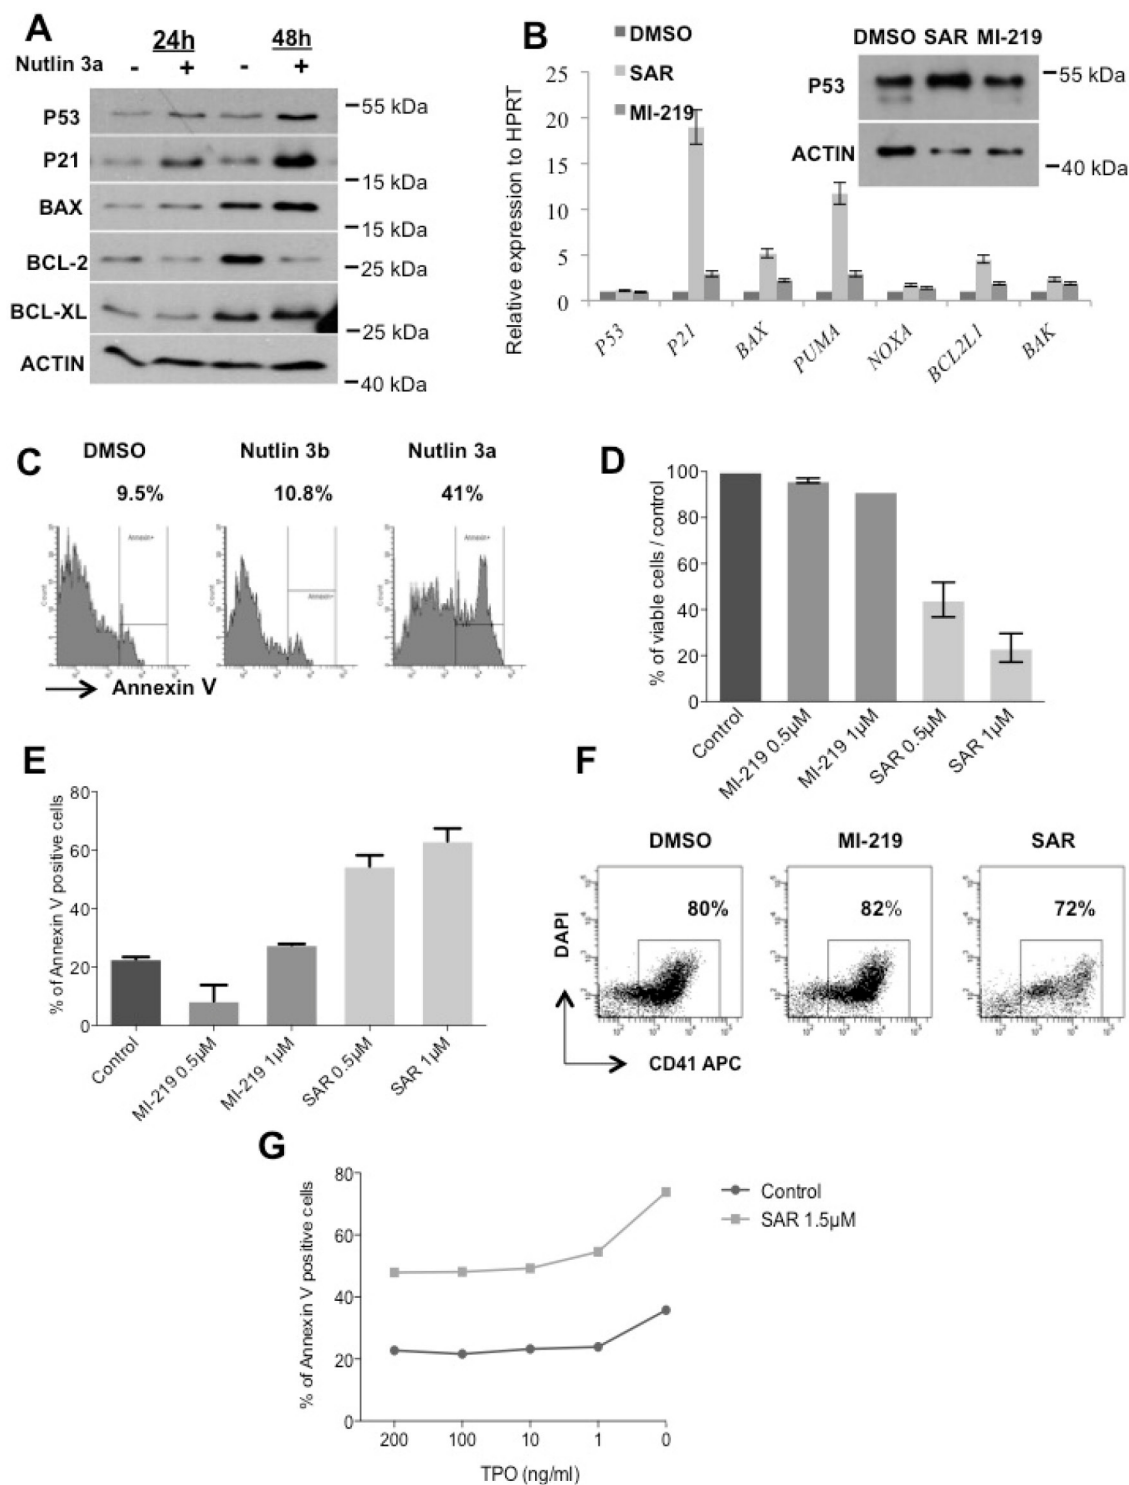 A
24h 48h
Nutlin 3a - + - +
P53
55 kDa
P21
15 kDa
BAX
15 kDa
BCL-2
25 kDa
BCL-XL
25 kDa
ACTIN
40 kDa
B
DMSO
SAR
MI-219
Relative expression to HPRT
25
20
15
10
5
0
P53 P21 BAX PUMA NOXA BCL2L1 BAK
DMSO SAR MI-219
P53
55 kDa
ACTIN
40 kDa
C
DMSO Nutlin 3b Nutlin 3a
9.5% 10.8% 41%
Annexin+ Annexin+ Annexin+
Count Count Count
Annexin V
D
% of viable cells / control
100
80
60
40
20
0
Control MI-219 0.5µM MI-219 1µM SAR 0.5µM SAR 1µM
E
% of Annexin V positive cells
80
60
40
20
0
Control MI-219 0.5µM MI-219 1µM SAR 0.5µM SAR 1µM
F
DMSO MI-219 SAR
80% 82% 72%
DAPI
CD41 APC
G
% of Annexin V positive cells
80
60
40
20
0
200 100 10 1 0
TPO (ng/ml)
Control
SAR 1.5µM